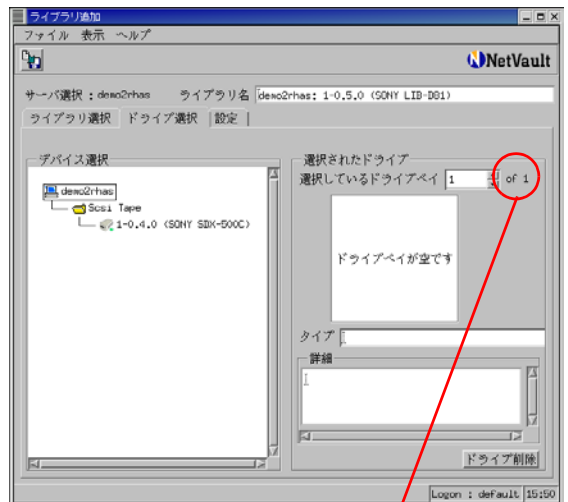 ライブラリ追加
ファイル 表示 ヘルプ
NetVault
サーバ選択 : demo2rhas ライブラリ名 demo2rhas: 1-0.5.0 (SONY LIB-D81)
ライブラリ選択 ドライブ選択 設定
デバイス選択
demo2rhas
Scsi Tape
1-0.4.0 (SONY SDX-500C)
選択されたドライブ
選択しているドライブベイ 1 of 1
ドライブベイが空です
タイプ
詳細
ドライブ削除
Logon : default 15:50